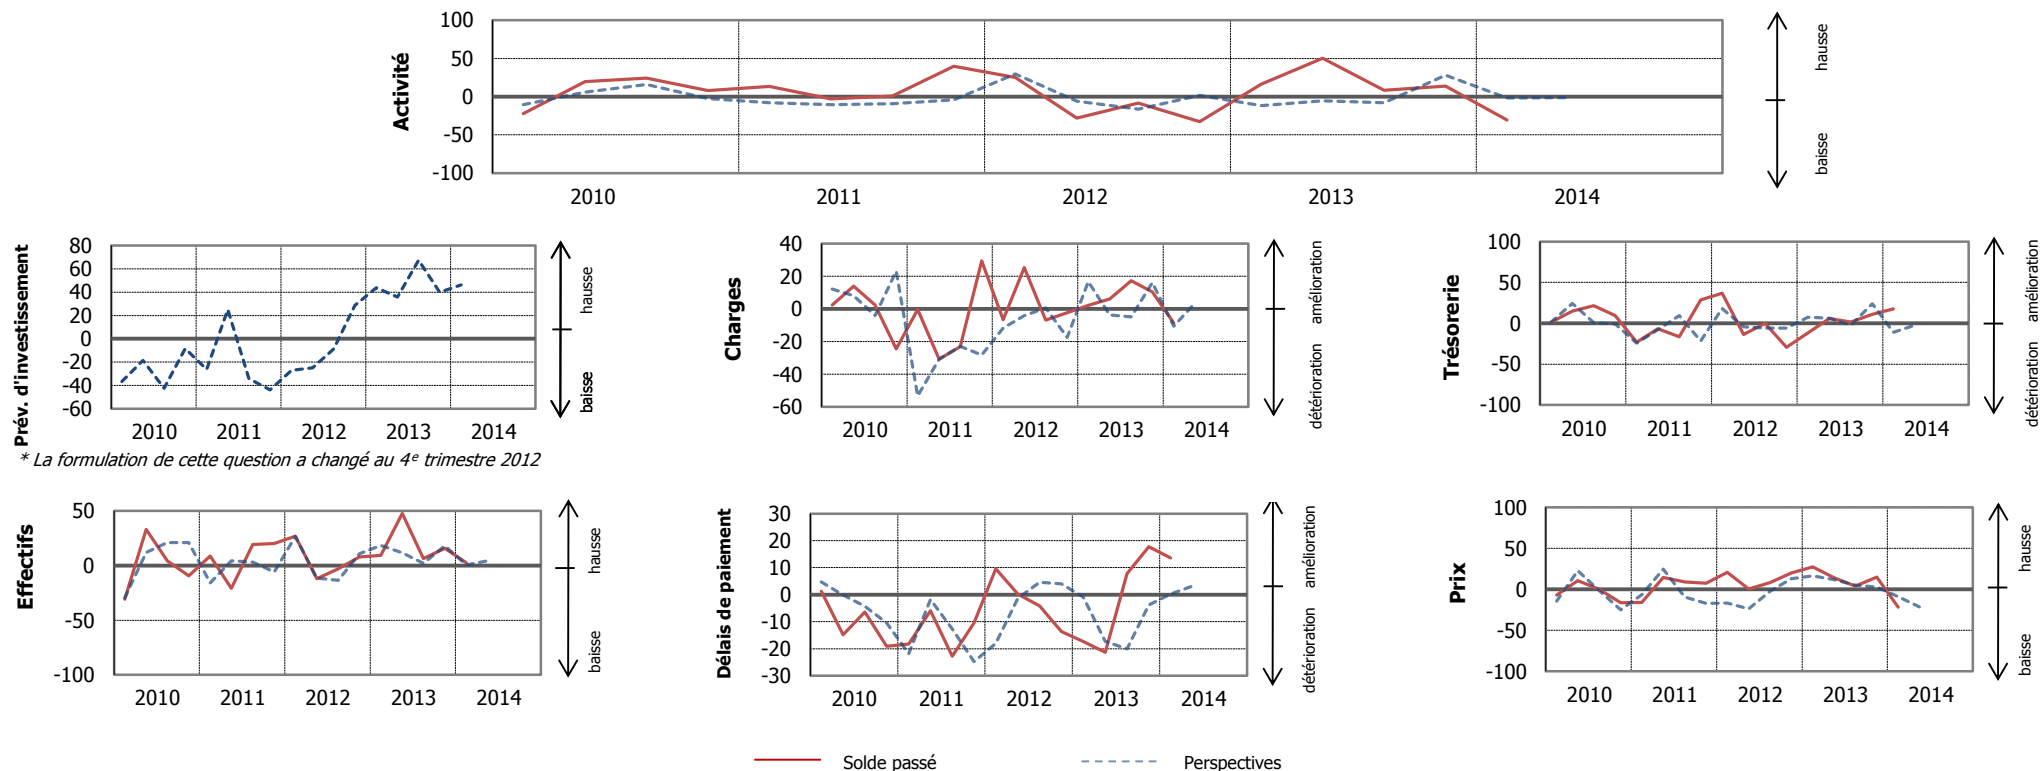 Activité
100
50
0
-50
-100
2010 2011 2012 2013 2014
hausse
baisse
Prév. d'investissement
80
60
40
20
0
-20
-40
-60
2010 2011 2012 2013 2014
hausse
baisse
* La formulation de cette question a changé au 4e trimestre 2012
Charges
40
20
0
-20
-40
-60
2010 2011 2012 2013 2014
amélioration
détérioration
Trésorerie
100
50
0
-50
-100
2010 2011 2012 2013 2014
amélioration
détérioration
Effectifs
50
0
-50
-100
2010 2011 2012 2013 2014
hausse
baisse
Délais de paiement
30
20
10
0
-10
-20
-30
2010 2011 2012 2013 2014
amélioration
détérioration
Prix
100
50
0
-50
-100
2010 2011 2012 2013 2014
hausse
baisse
Solde passé Perspectives